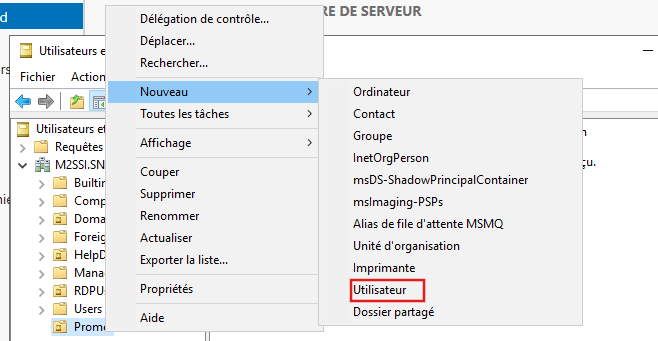 RE DE SERVEUR
Utilisateurs et
Fichier Action
Utilisateurs et
Requêtes
M2SSI.SN
Builtin
Comp
Doma
Foreig
HelpD
Mana
RDPU
Users
Promo
Délégation de contrôle...
Déplacer...
Rechercher...
Nouveau
Toutes les tâches
Affichage
Couper
Supprimer
Renommer
Actualiser
Exporter la liste...
Propriétés
Aide
Ordinateur
Contact
Groupe
InetOrgPerson
msDS-ShadowPrincipalContainer
msImaging-PSPs
Alias de file d'attente MSMQ
Unité d'organisation
Imprimante
Utilisateur
Dossier partagé